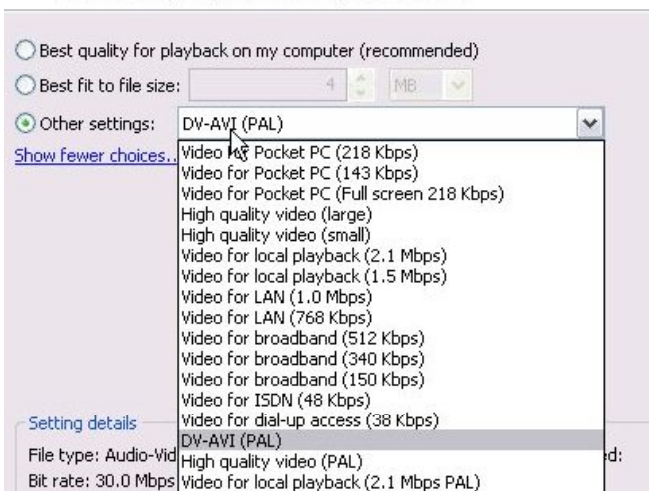 Best quality for playback on my computer (recommended)
Best fit to file size: 4 MB
Other settings: DV-AVI (PAL)
Show fewer choices..
Video for Pocket PC (218 Kbps)
Video for Pocket PC (143 Kbps)
Video for Pocket PC (Full screen 218 Kbps)
High quality video (large)
High quality video (small)
Video for local playback (2.1 Mbps)
Video for local playback (1.5 Mbps)
Video for LAN (1.0 Mbps)
Video for LAN (768 Kbps)
Video for broadband (512 Kbps)
Video for broadband (340 Kbps)
Video for broadband (150 Kbps)
Video for ISDN (48 Kbps)
Video for dial-up access (38 Kbps)
DV-AVI (PAL)
High quality video (PAL)
Video for local playback (2.1 Mbps PAL)
Setting details
File type: Audio-Vid
ed:
Bit rate: 30.0 Mbps